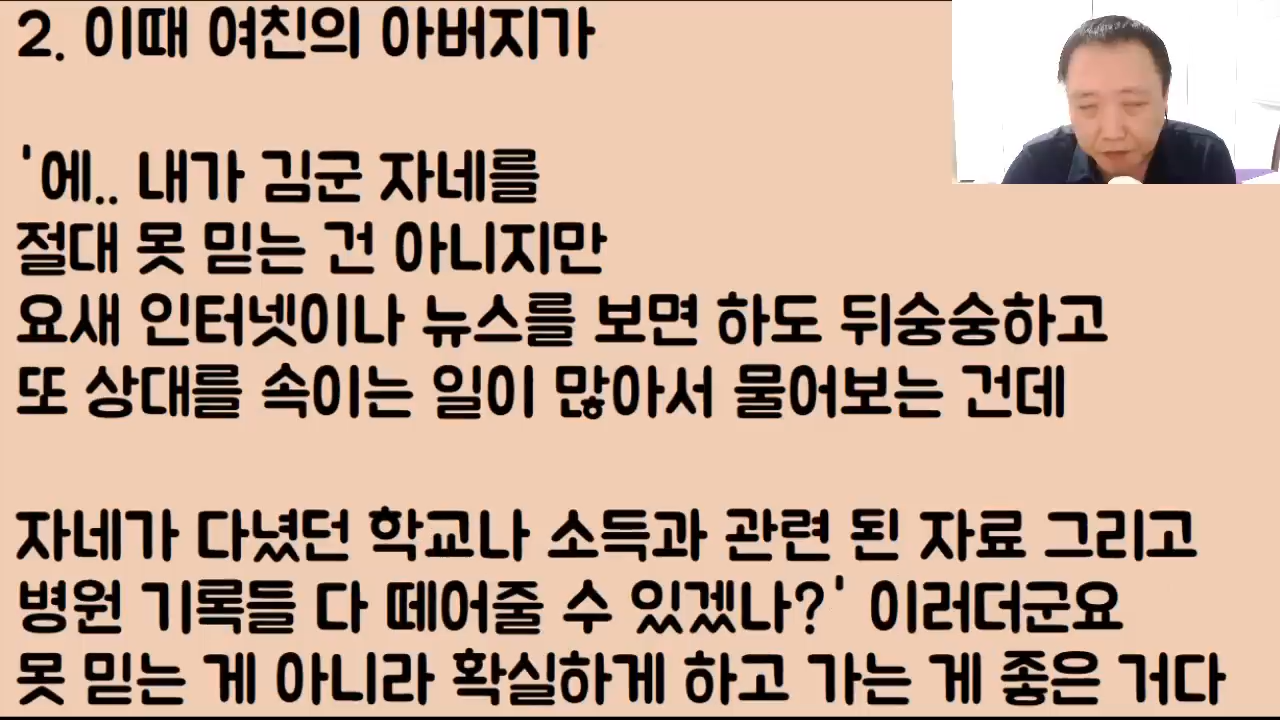 2. 이때 여친의 아버지가
'에.. 내가 김군 자네를
절대 못 믿는 건 아니지만
요새 인터넷이나 뉴스를 보면 하도 뒤숭숭하고
또 상대를 속이는 일이 많아서 물어보는 건데
자네가 다녔던 학교나 소득과 관련 된 자료 그리고
병원 기록들 다 떼어줄 수 있겠나?' 이러더군요
못 믿는 게 아니라 확실하게 하고 가는 게 좋은 거다